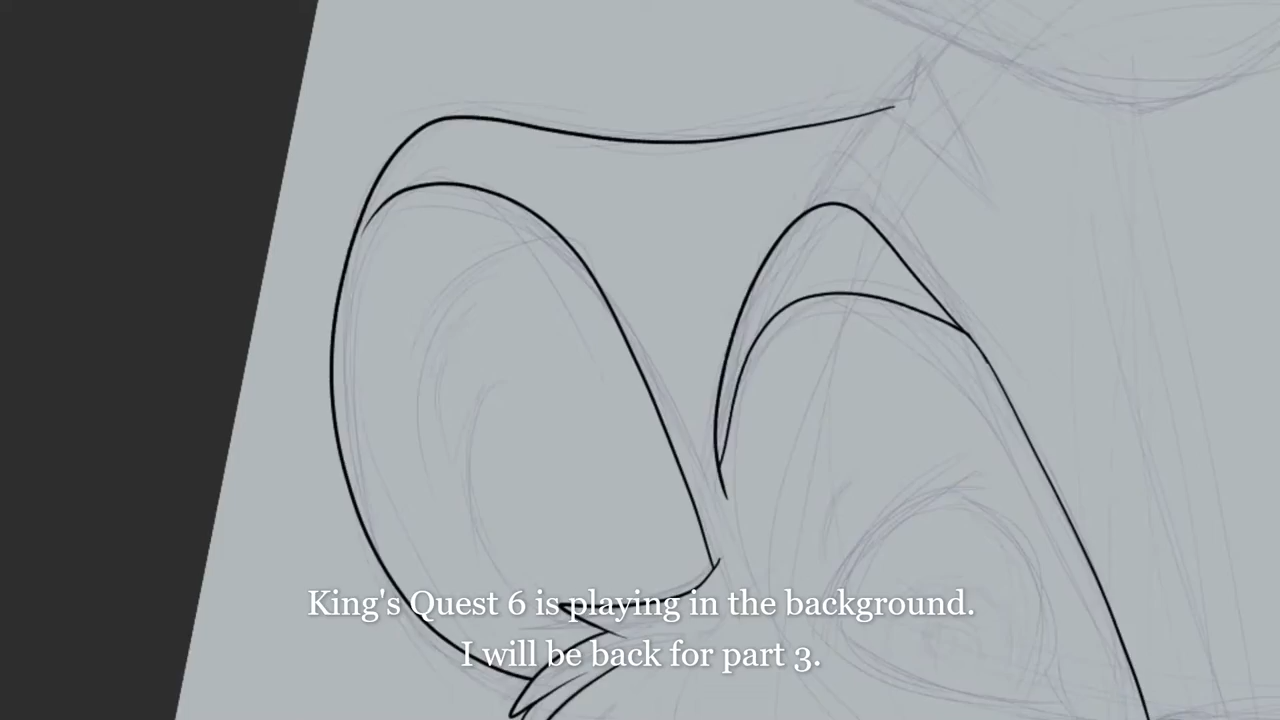 King's Quest 6 is playing in the background.
I will be back for part 3.